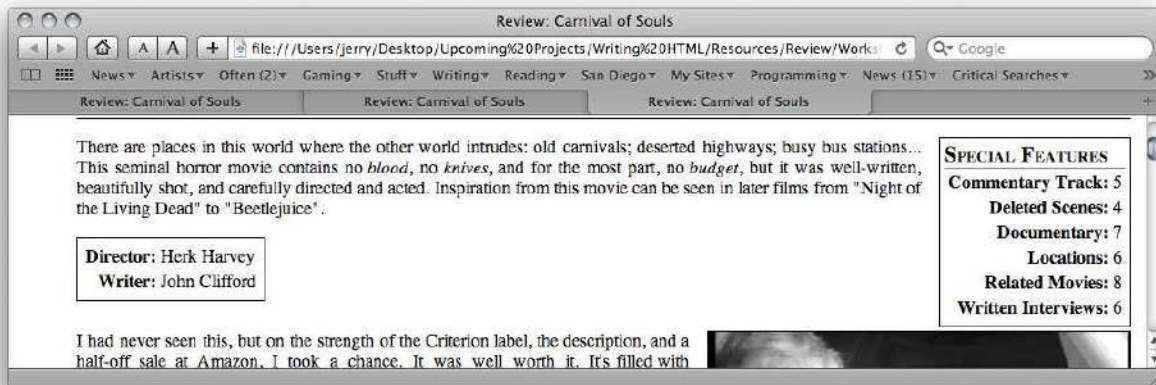 Review: Carnival of Souls
A A + file:///Users/jerry/Desktop/Upcoming%20Projects/Writing%20HTML/Resources/Review/Works Google
News Artists Often (2) Gaming Stuff Writing Reading San Diego My Sites Programming News (15) Critical Searches
Review: Carnival of Souls Review: Carnival of Souls Review: Carnival of Souls
There are places in this world where the other world intrudes: old carnivals; deserted highways; busy bus stations...
This seminal horror movie contains no blood, no knives, and for the most part, no budget, but it was well-written,
beautifully shot, and carefully directed and acted. Inspiration from this movie can be seen in later films from "Night of
the Living Dead" to "Beetlejuice".
Director: Herk Harvey
Writer: John Clifford
SPECIAL FEATURES
Commentary Track: 5
Deleted Scenes: 4
Documentary: 7
Locations: 6
Related Movies: 8
Written Interviews: 6
I had never seen this, but on the strength of the Criterion label, the description, and a
half-off sale at Amazon, I took a chance. It was well worth it. It's filled with